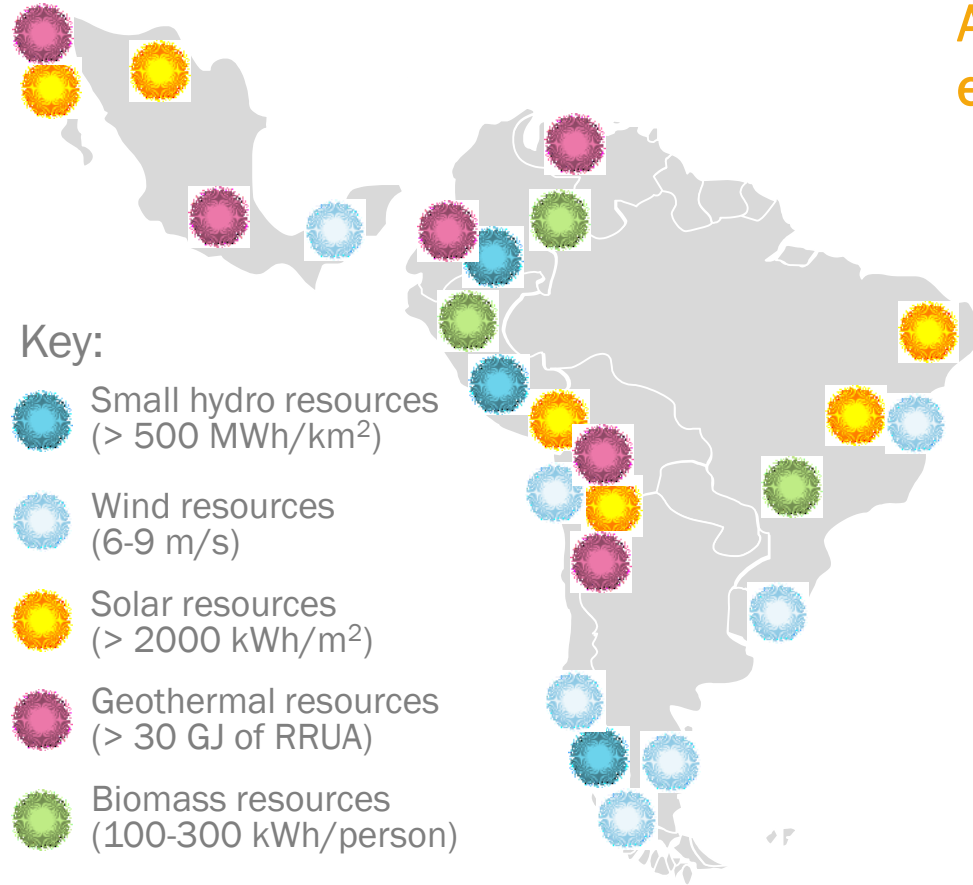 A
e
Key:
Small hydro resources
(> 500 MWh/km²)
Wind resources
(6-9 m/s)
Solar resources
(> 2000 kWh/m²)
Geothermal resources
(> 30 GJ of RRUA)
Biomass resources
(100-300 kWh/person)